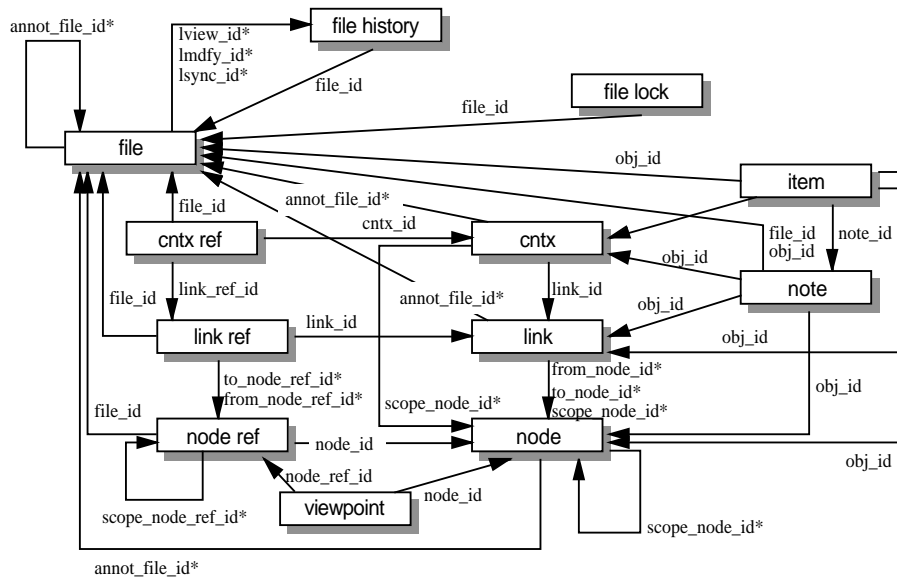 annot_file_id*
file history
lview_id*
lmdfy_id*
lsync_id*
file_id
file lock
file_id
file
obj_id
item
annot_file_id*
file_id
cntx_id
cntx ref
cntx
file_id
obj_id
note_id
obj_id
note
link_ref_id
file_id
annot_file_id*
link_id
obj_id
link ref
link_id
link
obj_id
to_node_ref_id*
from_node_ref_id*
from_node_id*
to_node_id*
scope_node_id*
scope_node_id*
obj_id
file_id
node ref
node_id
node
obj_id
node_ref_id
node_id
viewpoint
scope_node_ref_id*
scope_node_id*
annot_file_id*